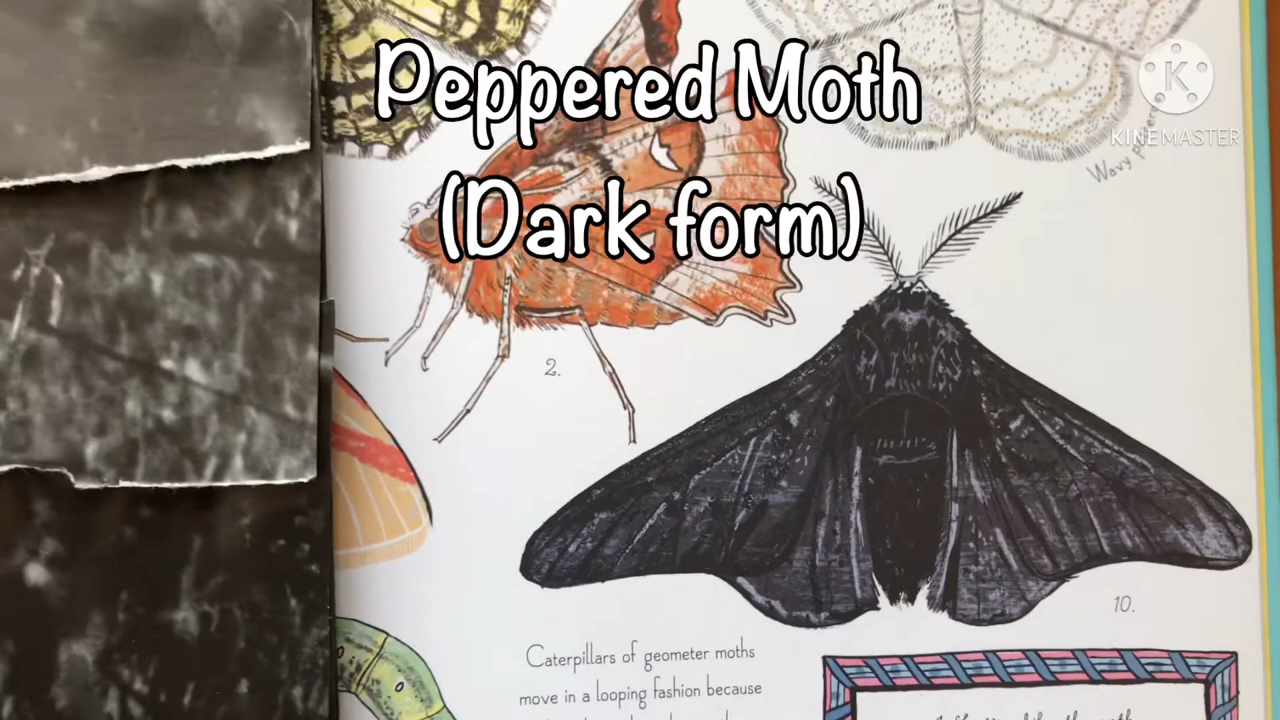 Peppered Moth
(Dark form)
KINEMASTER
Wavy
2.
10.
Caterpillars of geometer moths
move in a looping fashion because